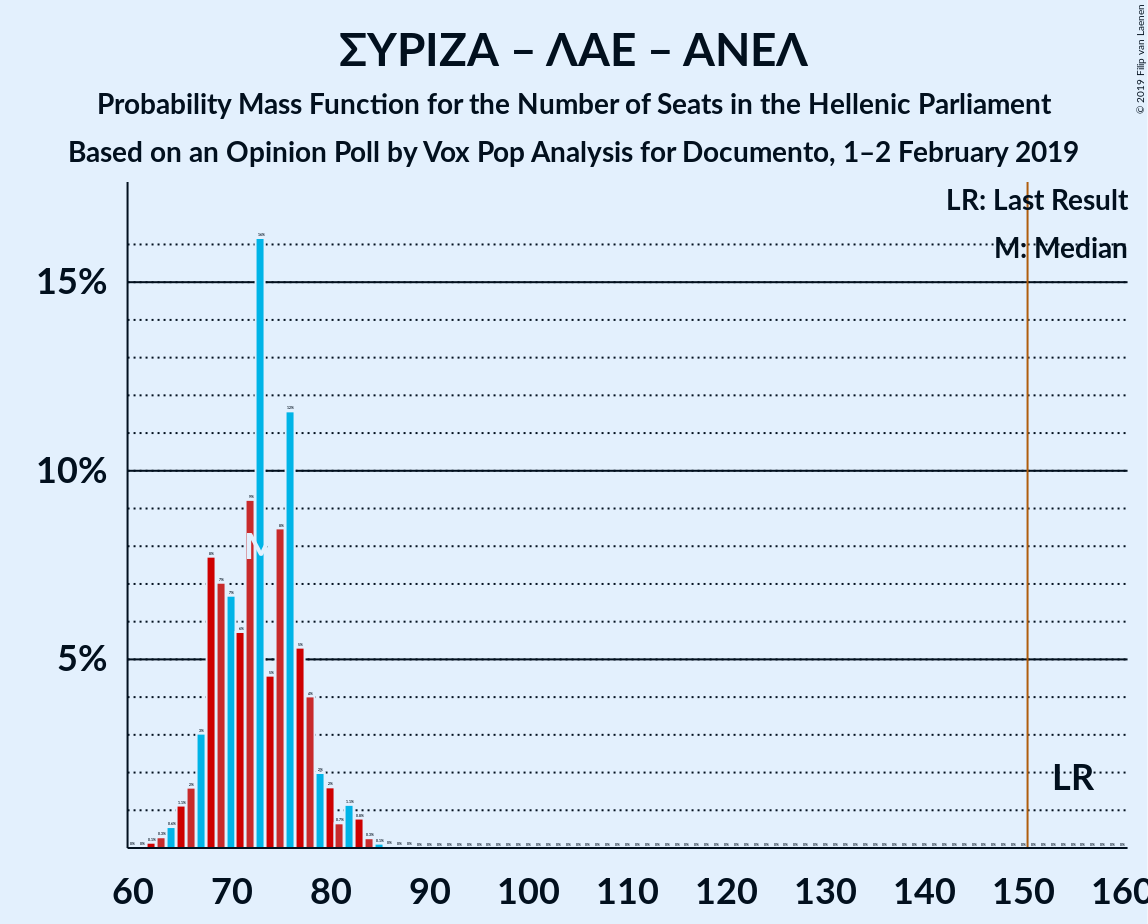 ΣΥΡΙΖΑ – ΛΑΕ – ΑΝΕΛ
Probability Mass Function for the Number of Seats in the Hellenic Parliament
Based on an Opinion Poll by Vox Pop Analysis for Documento, 1–2 February 2019
© 2019 Filip van Laenen
LR: Last Result
M: Median
15%
10%
5%
M
LR
60 70 80 90 100 110 120 130 140 150 160